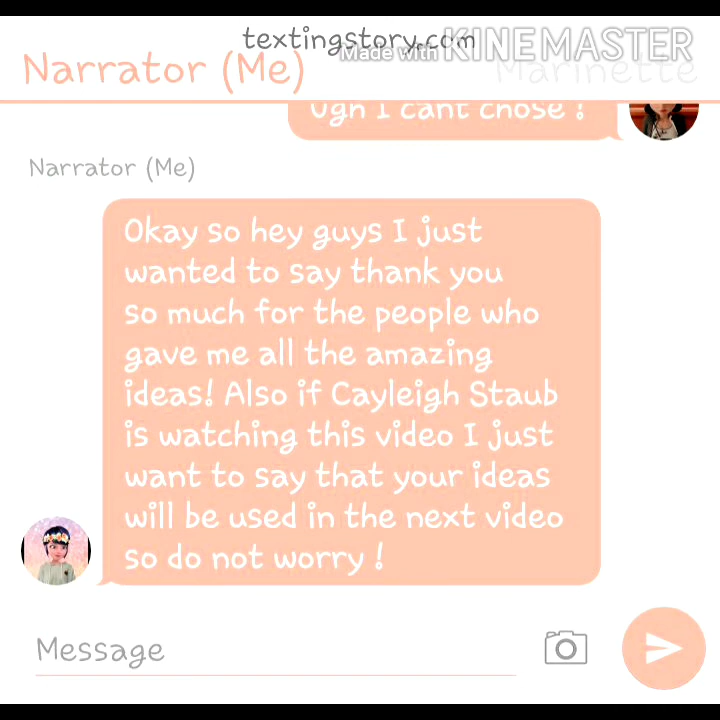 textingstory.com
Made with KINEMASTER
Narrator (Me)
Marinette
Ugh I cant chose !
Narrator (Me)
Okay so hey guys I just
wanted to say thank you
so much for the people who
gave me all the amazing
ideas! Also if Cayleigh Staub
is watching this video I just
want to say that your ideas
will be used in the next video
so do not worry !
Message